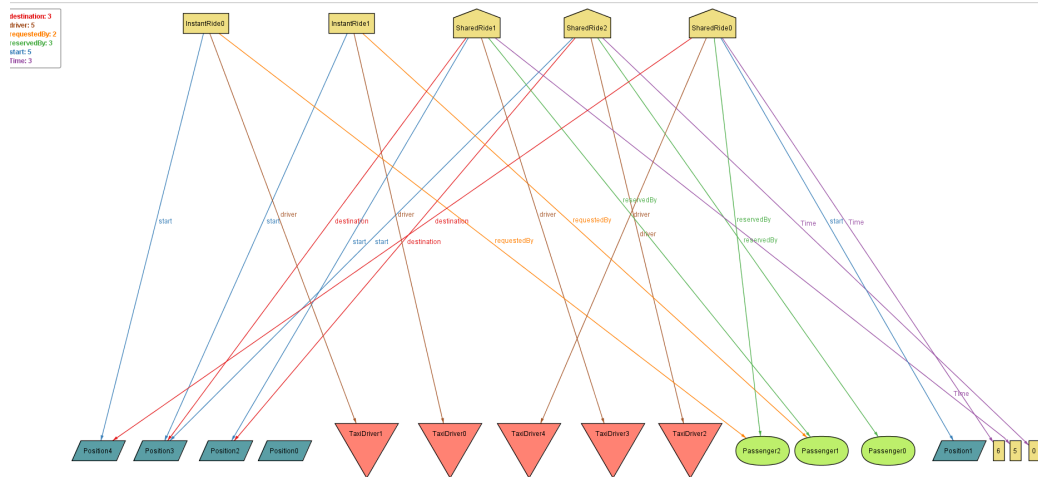 destination: 3
driver: 5
requestedBy: 2
reservedBy: 3
start: 5
Time: 3
InstantRide0
InstantRide1
SharedRide1
SharedRide2
SharedRide0
reservedBy
start
driver
start
destination
driver
destination
driver
requestedBy
driver
reservedBy
Time
start
Time
start
start
destination
requestedBy
driver
reservedBy
Time
Position4
Position3
Position2
Position0
TaxiDriver1
TaxiDriver0
TaxiDriver4
TaxiDriver3
TaxiDriver2
Passenger2
Passenger1
Passenger0
Position1
6
5
0